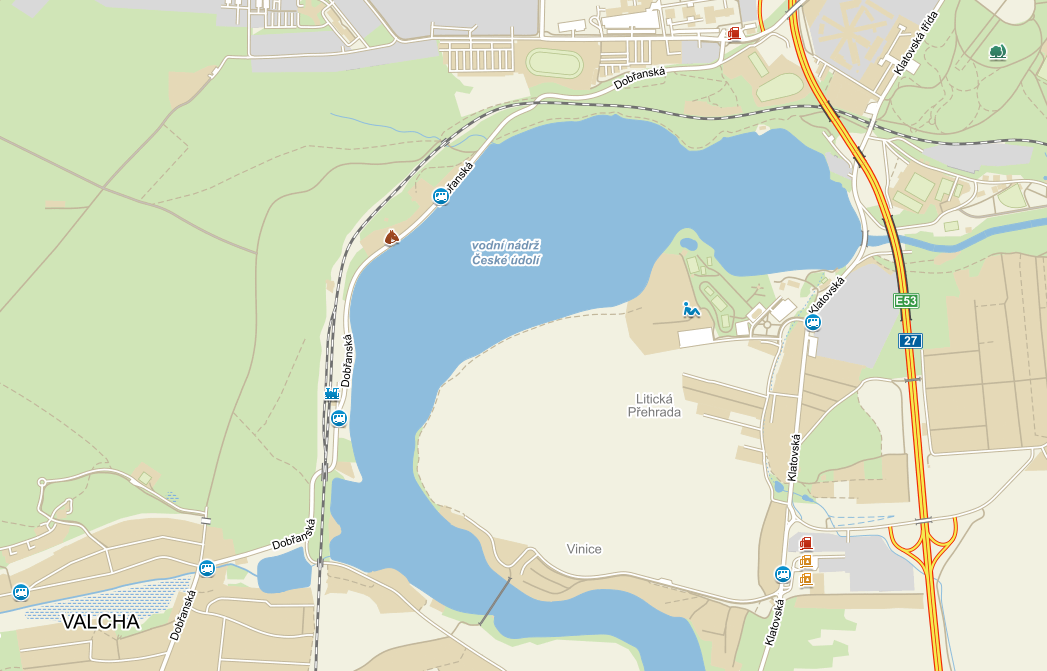 Klatovská třída
Dobřanská
Dobřanská
vodní nádrž
České údolí
Klatovská
E53
27
Dobřanská
Litická
Přehrada
Klatovská
Dobřanská
Vinice
Dobřanská
VALCHA
Klatovská